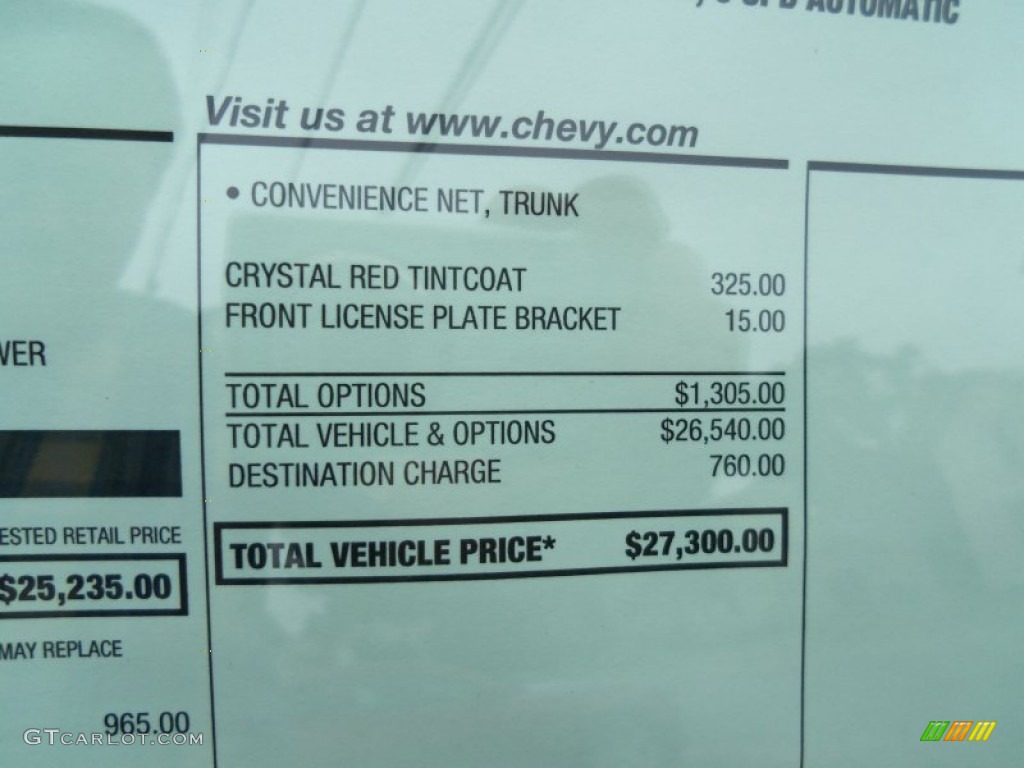 AUTOMATIC
Visit us at www.chevy.com
• CONVENIENCE NET, TRUNK
CRYSTAL RED TINTCOAT 325.00
FRONT LICENSE PLATE BRACKET 15.00
TOTAL OPTIONS $1,305.00
TOTAL VEHICLE & OPTIONS $26,540.00
DESTINATION CHARGE 760.00
TOTAL VEHICLE PRICE* $27,300.00
WER
ESTED RETAIL PRICE
$25,235.00
MAY REPLACE
965.00
GTCARLOT.COM